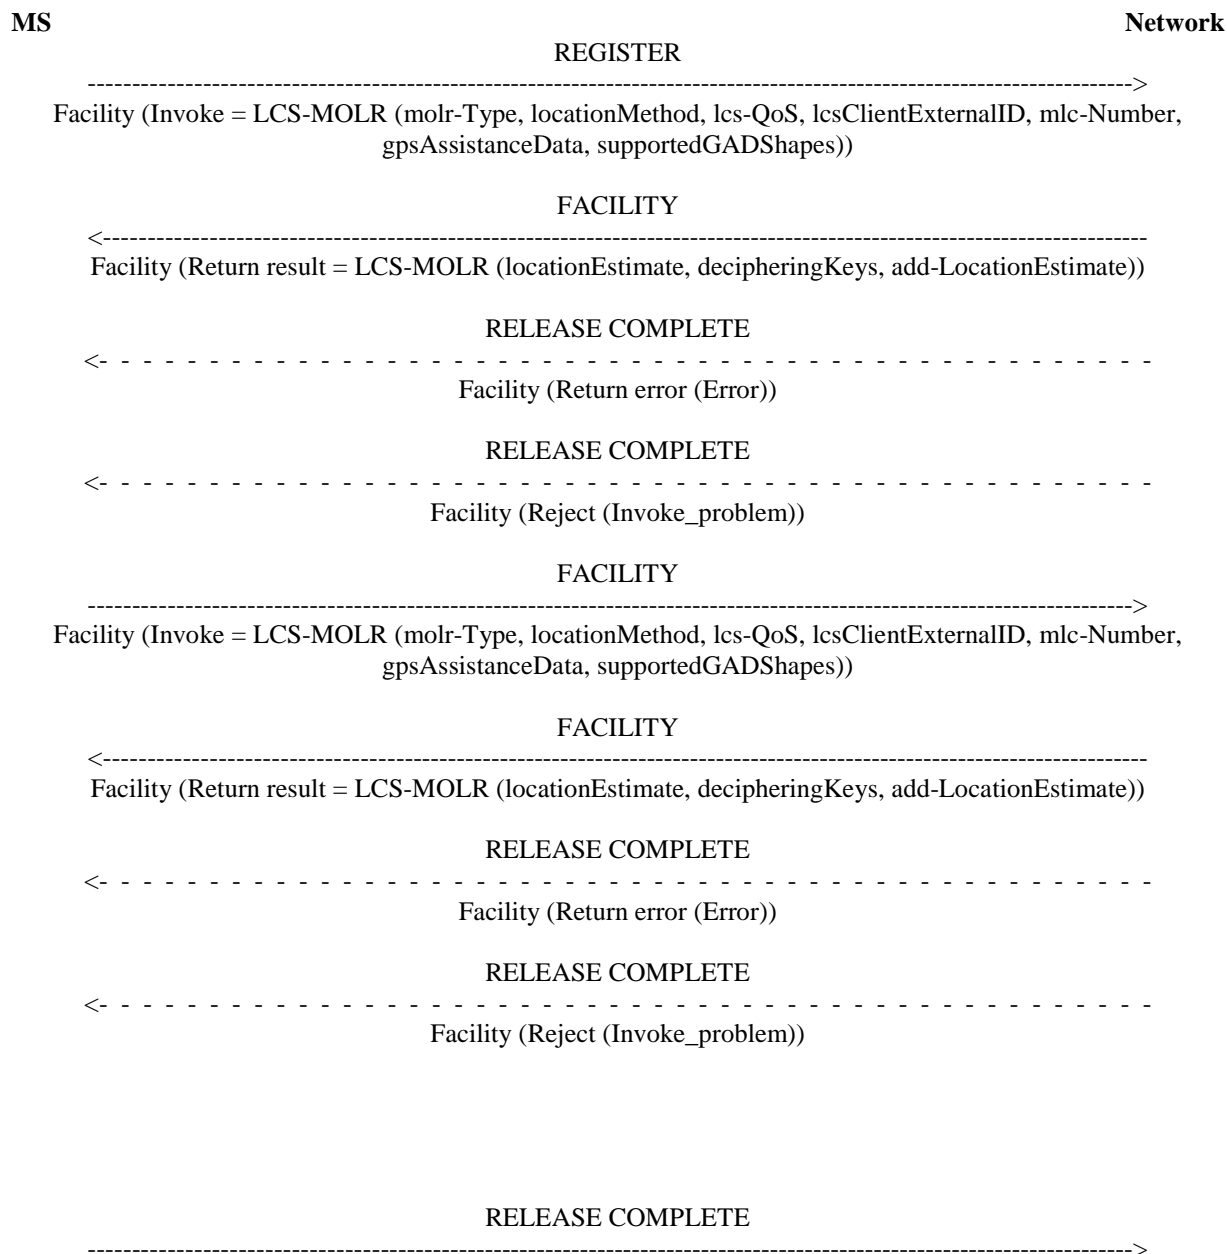 MS Network
REGISTER
------------------------------------------------------------------------------------------------------------------------>
Facility (Invoke = LCS-MOLR (molr-Type, locationMethod, lcs-QoS, lcsClientExternalID, mlc-Number,
gpsAssistanceData, supportedGADShapes))
FACILITY
<------------------------------------------------------------------------------------------------------------------------
Facility (Return result = LCS-MOLR (locationEstimate, decipheringKeys, add-LocationEstimate))
RELEASE COMPLETE
<- - - - - - - - - - - - - - - - - - - - - - - - - - - - - - - - - - - - - - - - - - - - - - - -
Facility (Return error (Error))
RELEASE COMPLETE
<- - - - - - - - - - - - - - - - - - - - - - - - - - - - - - - - - - - - - - - - - - - - - - - -
Facility (Reject (Invoke_problem))
FACILITY
------------------------------------------------------------------------------------------------------------------------>
Facility (Invoke = LCS-MOLR (molr-Type, locationMethod, lcs-QoS, lcsClientExternalID, mlc-Number,
gpsAssistanceData, supportedGADShapes))
FACILITY
<------------------------------------------------------------------------------------------------------------------------
Facility (Return result = LCS-MOLR (locationEstimate, decipheringKeys, add-LocationEstimate))
RELEASE COMPLETE
<- - - - - - - - - - - - - - - - - - - - - - - - - - - - - - - - - - - - - - - - - - - - - - - -
Facility (Return error (Error))
RELEASE COMPLETE
<- - - - - - - - - - - - - - - - - - - - - - - - - - - - - - - - - - - - - - - - - - - - - - - -
Facility (Reject (Invoke_problem))
RELEASE COMPLETE
------------------------------------------------------------------------------------------------------------------------>